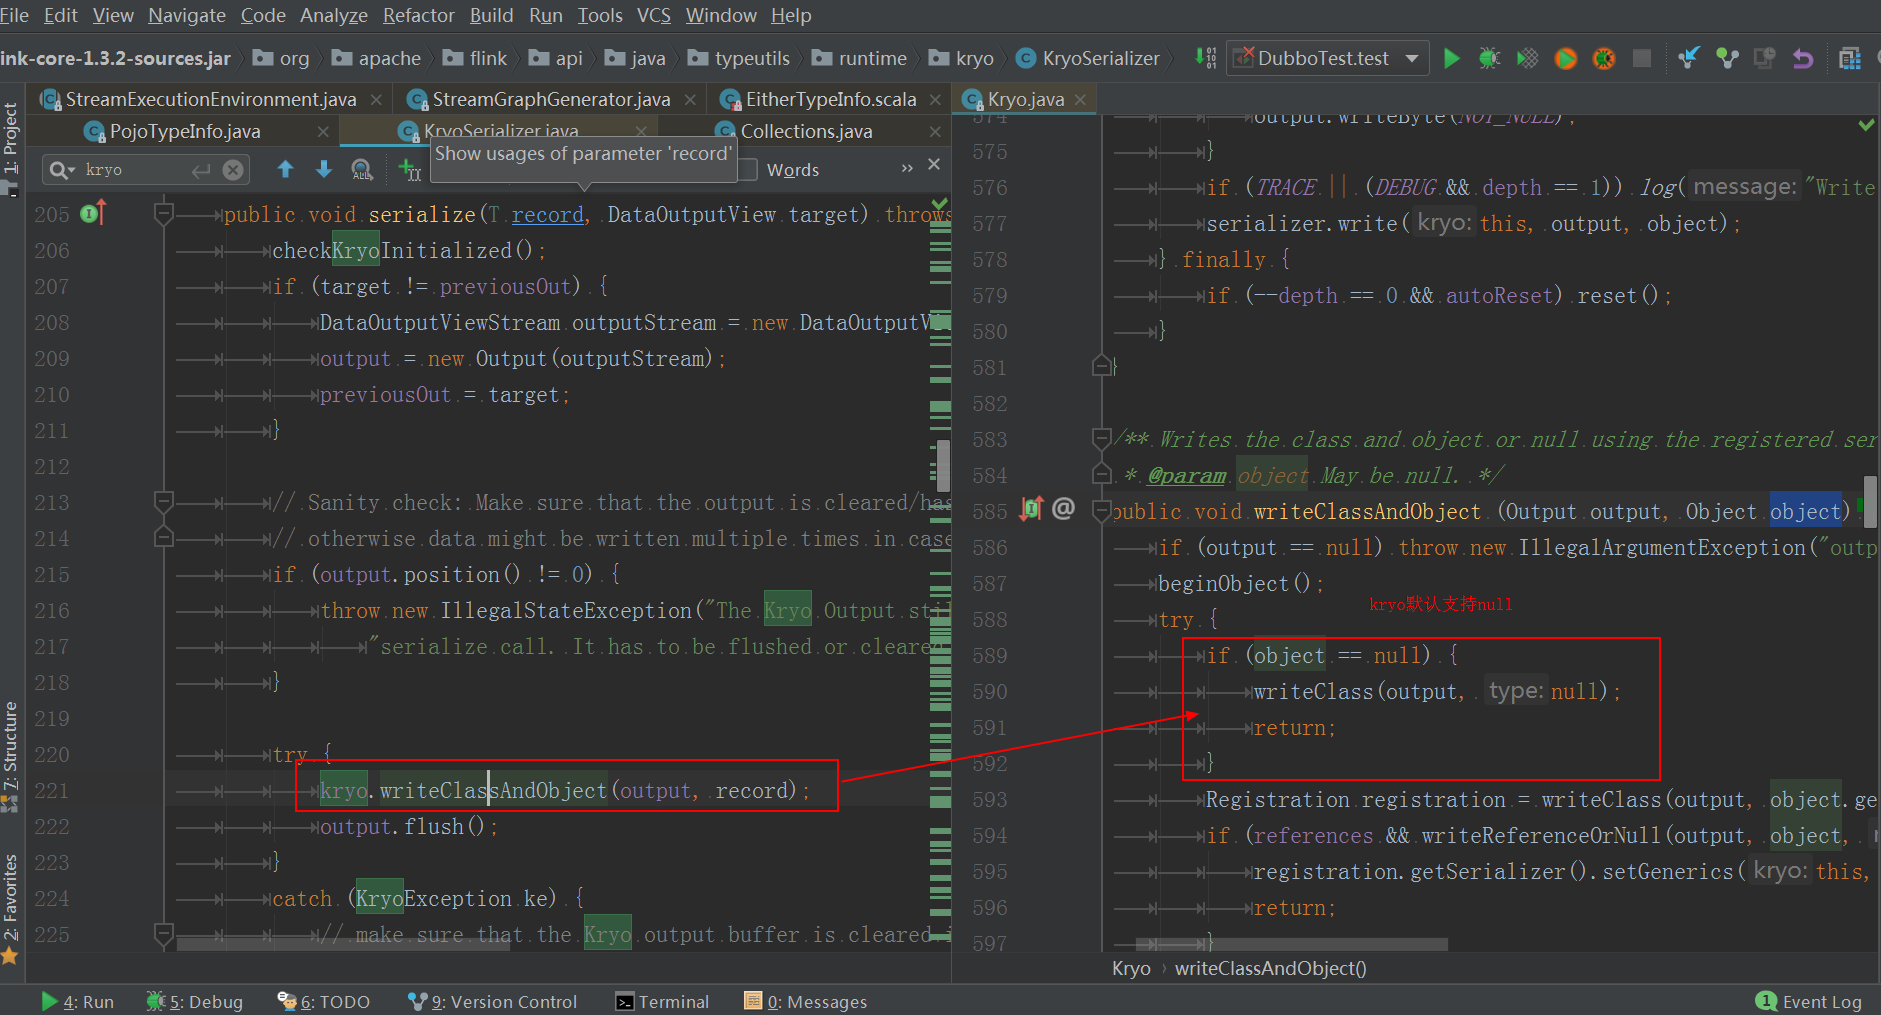 File Edit View Navigate Code Analyze Refactor Build Run Tools VCS Window Help
ink-core-1.3.2-sources.jar org apache flink api java typeutils runtime kryo KryoSerializer DubboTest.test
StreamExecutionEnvironment.java StreamGraphGenerator.java EitherTypeInfo.scala Kryo.java
PojoTypeInfo.java KryoSerializer.java Collections.java
Show usages of parameter 'record'
kryo Words
1: Project
7: Structure
2: Favorites
205 public void serialize(T record, DataOutputView target) throws
206 checkKryoInitialized();
207 if (target != previousOut) {
208 DataOutputViewStream outputStream = new DataOutputV
209 output = new Output(outputStream);
210 previousOut = target;
211 }
212
213 // Sanity check: Make sure that the output is cleared/has
214 // otherwise data might be written multiple times in case
215 if (output.position() != 0) {
216 throw new IllegalStateException("The Kryo Output stil
217 "serialize call. It has to be flushed or cleared
218 }
219
220 try {
221 kryo.writeClassAndObject(output, record);
222 output.flush();
223 }
224 catch (KryoException ke) {
225 // make sure that the Kryo output buffer is cleared i
574 output.writeByte(NOT_NULL);
575 }
576 if (TRACE || (DEBUG && depth == 1)) log( message: "Write
577 serializer.write( kryo: this, output, object);
578 } finally {
579 if (--depth == 0 && autoReset) reset();
580 }
581 }
582
583 /** Writes the class and object or null using the registered ser
584 * @param object May be null. */
585 @ public void writeClassAndObject (Output output, Object object)
586 if (output == null) throw new IllegalArgumentException("outp
587 beginObject();
kryo默认支持null
588 try {
589 if (object == null) {
590 writeClass(output, type: null);
591 return;
592 }
593 Registration registration = writeClass(output, object.ge
594 if (references && writeReferenceOrNull(output, object,
595 registration.getSerializer().setGenerics( kryo: this,
596 return;
597 }
Kryo writeClassAndObject()
4: Run 5: Debug 6: TODO 9: Version Control Terminal 0: Messages 1 Event Log